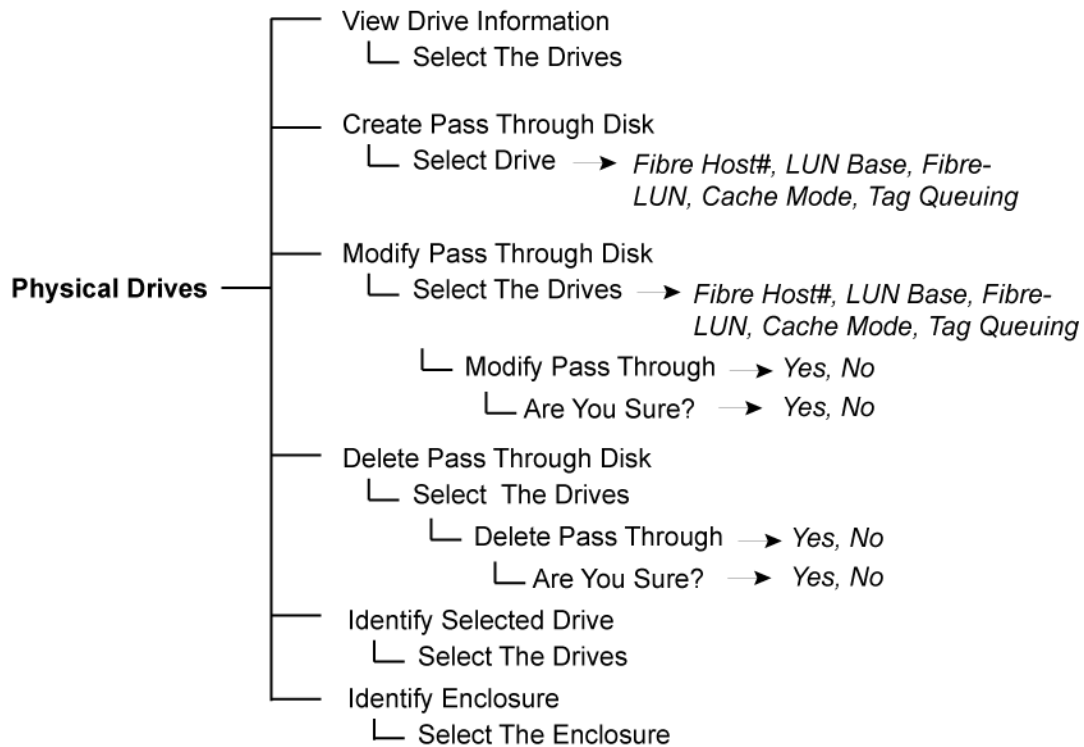 View Drive Information
Select The Drives
Create Pass Through Disk
Select Drive
Fibre Host#, LUN Base, Fibre-
LUN, Cache Mode, Tag Queuing
Modify Pass Through Disk
Physical Drives
Select The Drives
Fibre Host#, LUN Base, Fibre-
LUN, Cache Mode, Tag Queuing
Modify Pass Through
Yes, No
Are You Sure?
Yes, No
Delete Pass Through Disk
Select The Drives
Delete Pass Through
Yes, No
Are You Sure?
Yes, No
Identify Selected Drive
Select The Drives
Identify Enclosure
Select The Enclosure